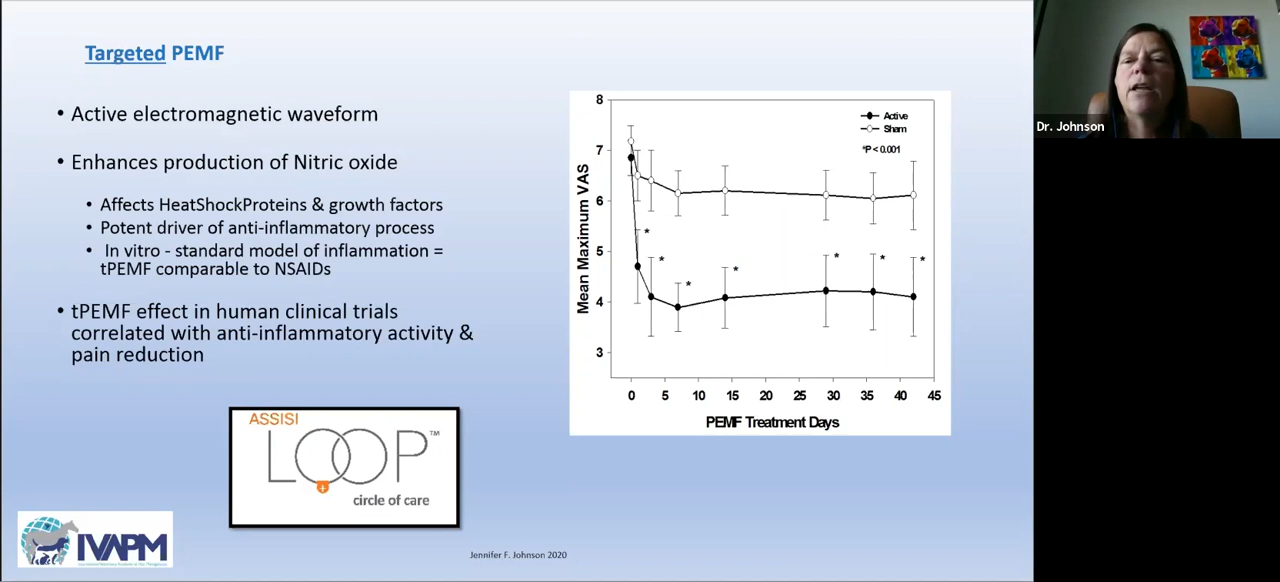 Targeted PEMF
• Active electromagnetic waveform
• Enhances production of Nitric oxide
• Affects HeatShockProteins & growth factors
• Potent driver of anti-inflammatory process
• In vitro - standard model of inflammation =
tPEMF comparable to NSAIDs
• tPEMF effect in human clinical trials
correlated with anti-inflammatory activity &
pain reduction
ASSISI
LOOP™
+
circle of care
IVAPM
Jennifer F. Johnson 2020
8
7
6
5
4
3
Mean Maximum VAS
Active
Sham
*P < 0.001
*
*
*
*
*
*
*
0 5 10 15 20 25 30 35 40 45
PEMF Treatment Days
Dr. Johnson